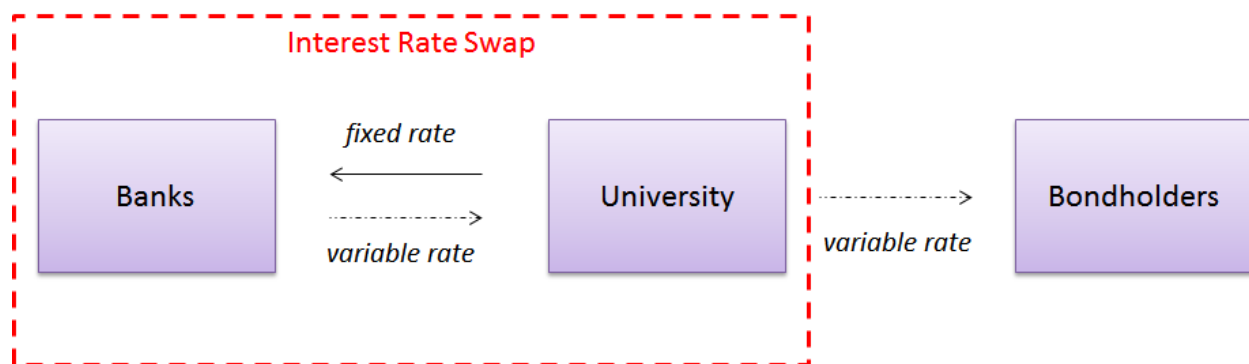 Interest Rate Swap
fixed rate
Banks
University
Bondholders
variable rate
variable rate